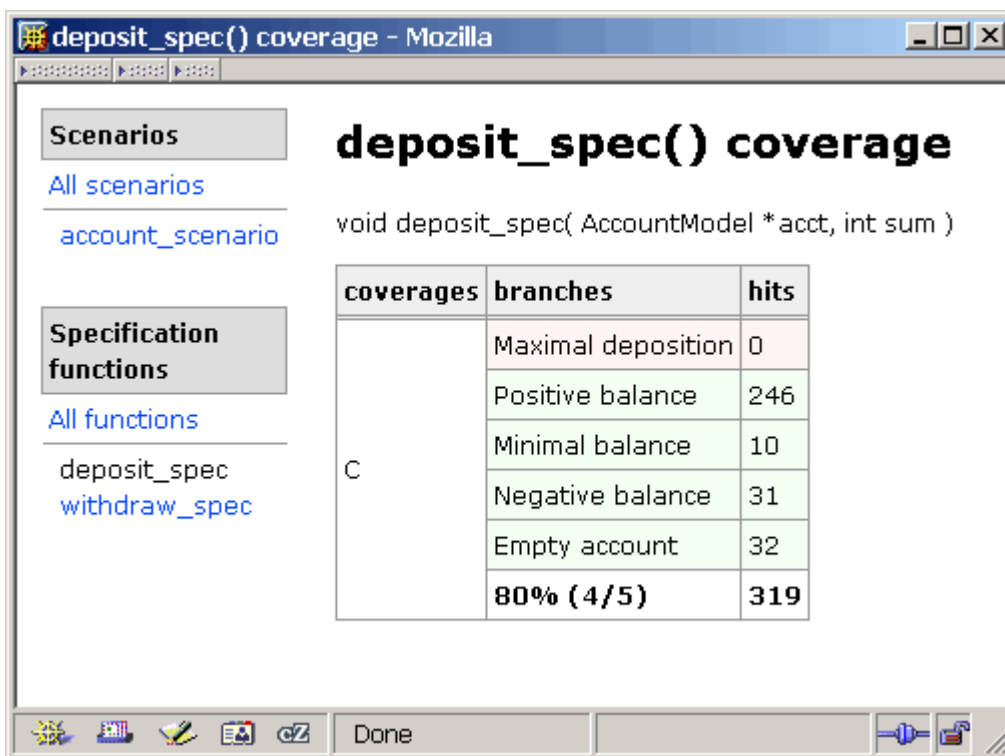 deposit_spec() coverage - Mozilla
Scenarios
All scenarios
account_scenario
Specification
functions
All functions
deposit_spec
withdraw_spec
deposit_spec() coverage
void deposit_spec( AccountModel *acct, int sum )
coverages branches hits
C
Maximal deposition 0
Positive balance 246
Minimal balance 10
Negative balance 31
Empty account 32
80% (4/5) 319
Done